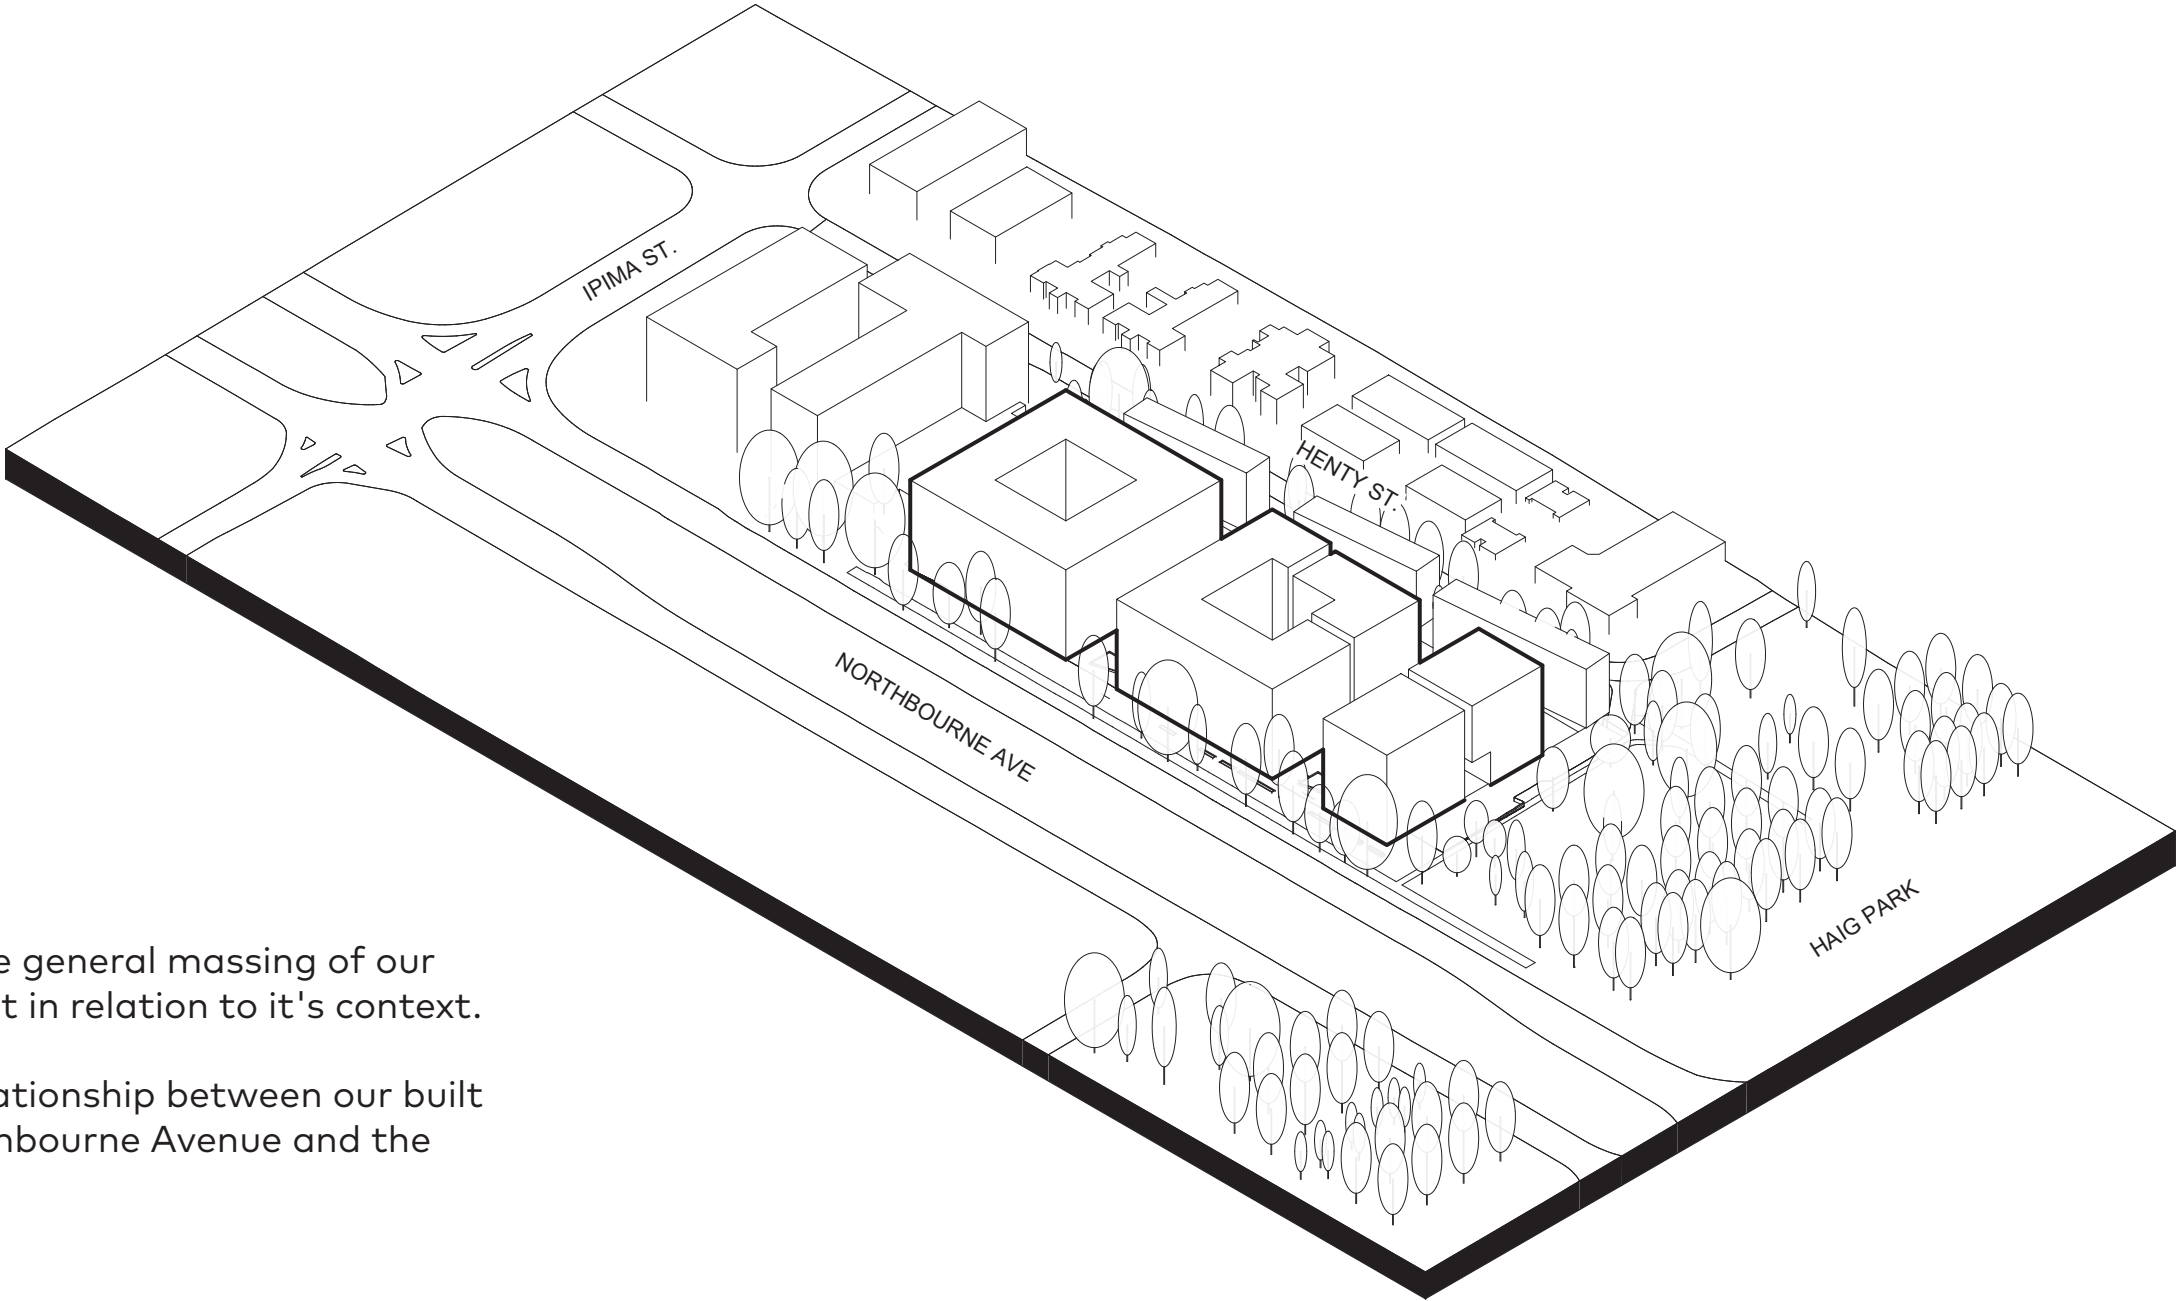 IPIMA ST.
HENTY ST.
NORTHBOURNE AVE
HAIG PARK
e general massing of our
t in relation to it's context.
ationship between our built
nbourne Avenue and the